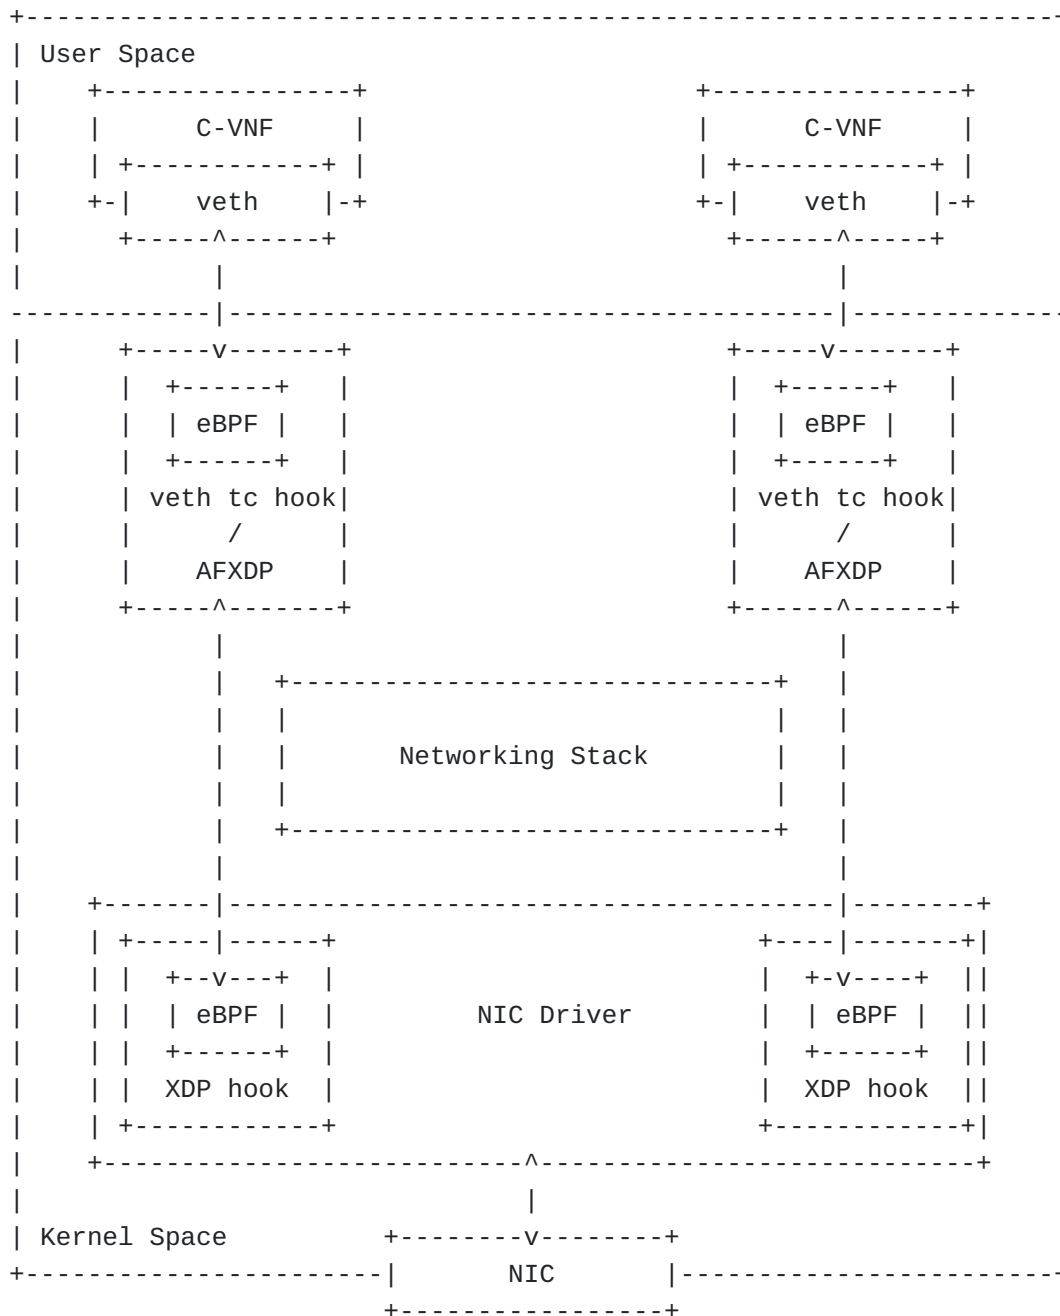 User Space
C-VNF C-VNF
veth veth
eBPF eBPF
veth tc hook veth tc hook
/ /
AFXDP AFXDP
Networking Stack
eBPF NIC Driver eBPF
XDP hook XDP hook
Kernel Space
NIC